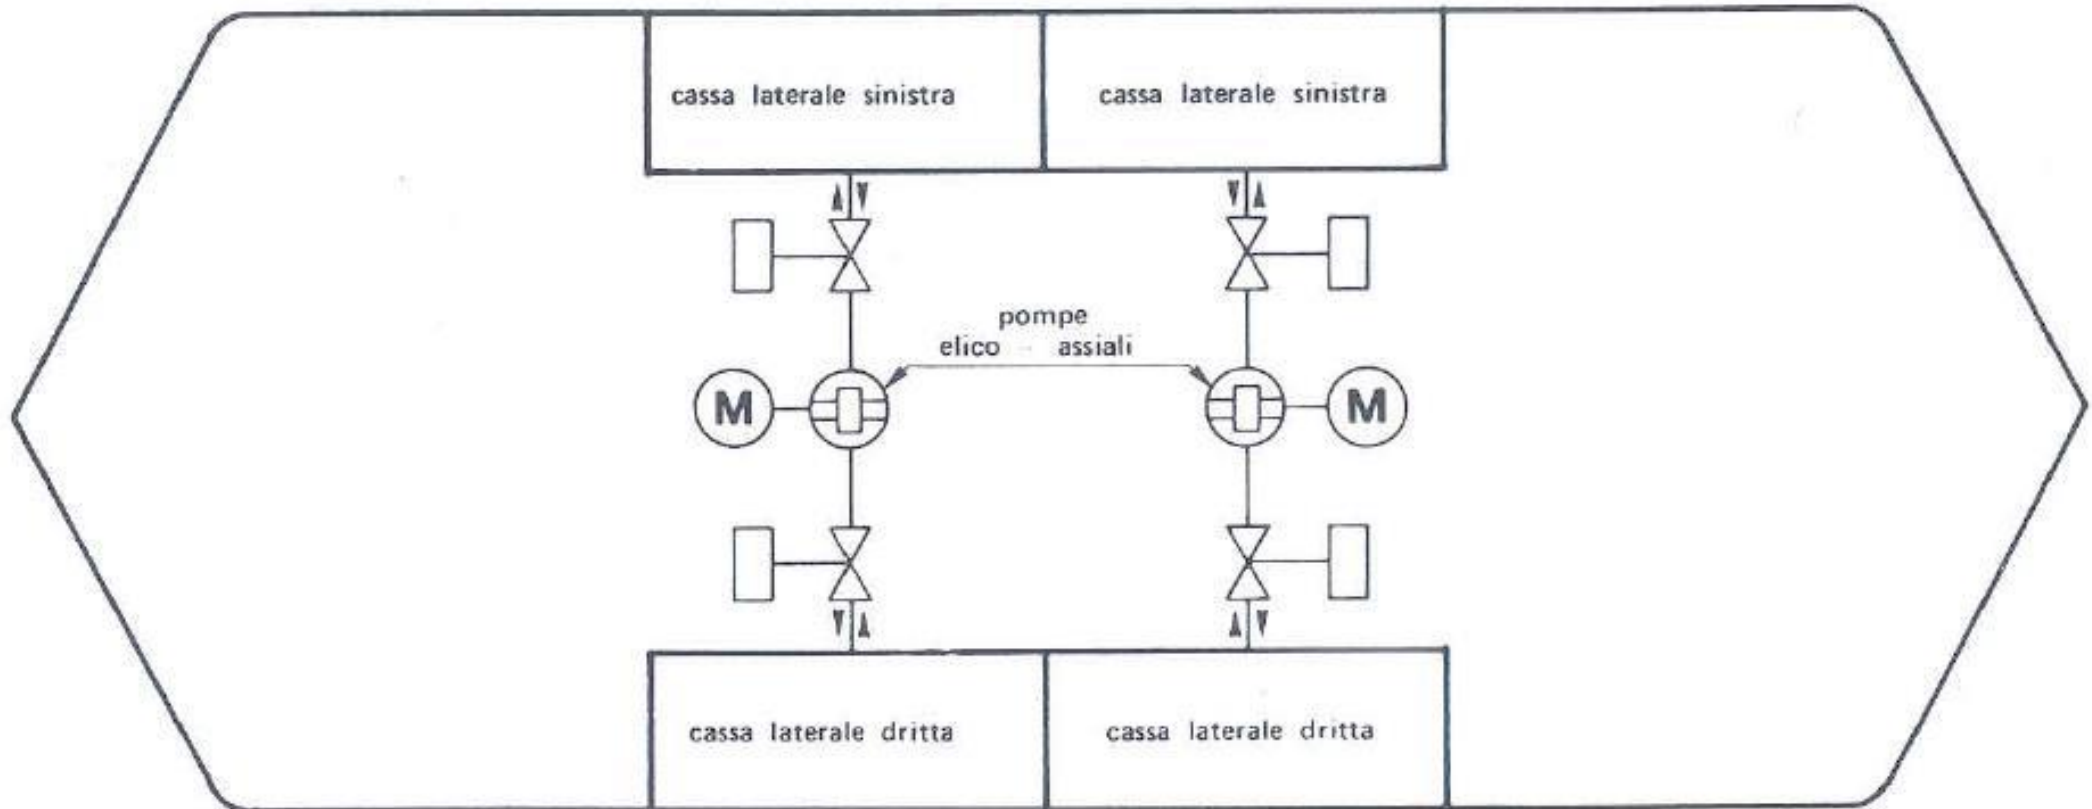 cassa laterale sinistra
cassa laterale sinistra
pompe
elico - assiali
M
M
cassa laterale dritta
cassa laterale dritta